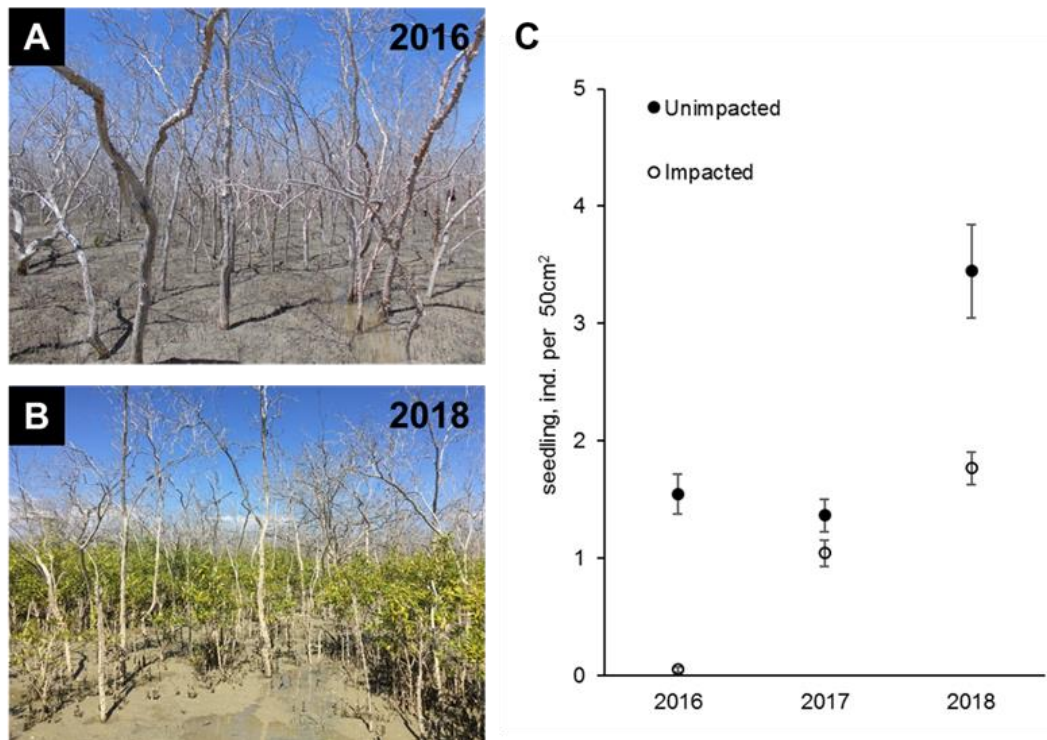 A
2016
B
2018
C
5
4
3
2
1
0
seedling, ind. per 50cm²
Unimpacted
Impacted
2016
2017
2018